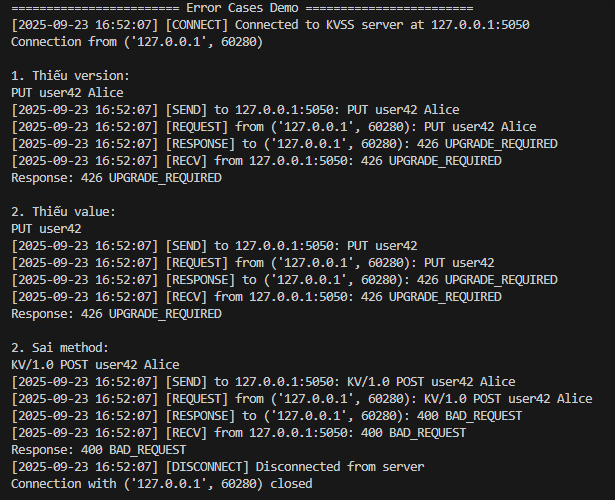 ======================== Error Cases Demo ========================
[2025-09-23 16:52:07] [CONNECT] Connected to KVSS server at 127.0.0.1:5050
Connection from ('127.0.0.1', 60280)

1. Thiếu version:
PUT user42 Alice
[2025-09-23 16:52:07] [SEND] to 127.0.0.1:5050: PUT user42 Alice
[2025-09-23 16:52:07] [REQUEST] from ('127.0.0.1', 60280): PUT user42 Alice
[2025-09-23 16:52:07] [RESPONSE] to ('127.0.0.1', 60280): 426 UPGRADE_REQUIRED
[2025-09-23 16:52:07] [RECV] from 127.0.0.1:5050: 426 UPGRADE_REQUIRED
Response: 426 UPGRADE_REQUIRED

2. Thiếu value:
PUT user42
[2025-09-23 16:52:07] [SEND] to 127.0.0.1:5050: PUT user42
[2025-09-23 16:52:07] [REQUEST] from ('127.0.0.1', 60280): PUT user42
[2025-09-23 16:52:07] [RESPONSE] to ('127.0.0.1', 60280): 426 UPGRADE_REQUIRED
[2025-09-23 16:52:07] [RECV] from 127.0.0.1:5050: 426 UPGRADE_REQUIRED
Response: 426 UPGRADE_REQUIRED

2. Sai method:
KV/1.0 POST user42 Alice
[2025-09-23 16:52:07] [SEND] to 127.0.0.1:5050: KV/1.0 POST user42 Alice
[2025-09-23 16:52:07] [REQUEST] from ('127.0.0.1', 60280): KV/1.0 POST user42 Alice
[2025-09-23 16:52:07] [RESPONSE] to ('127.0.0.1', 60280): 400 BAD_REQUEST
[2025-09-23 16:52:07] [RECV] from 127.0.0.1:5050: 400 BAD_REQUEST
Response: 400 BAD_REQUEST
[2025-09-23 16:52:07] [DISCONNECT] Disconnected from server
Connection with ('127.0.0.1', 60280) closed